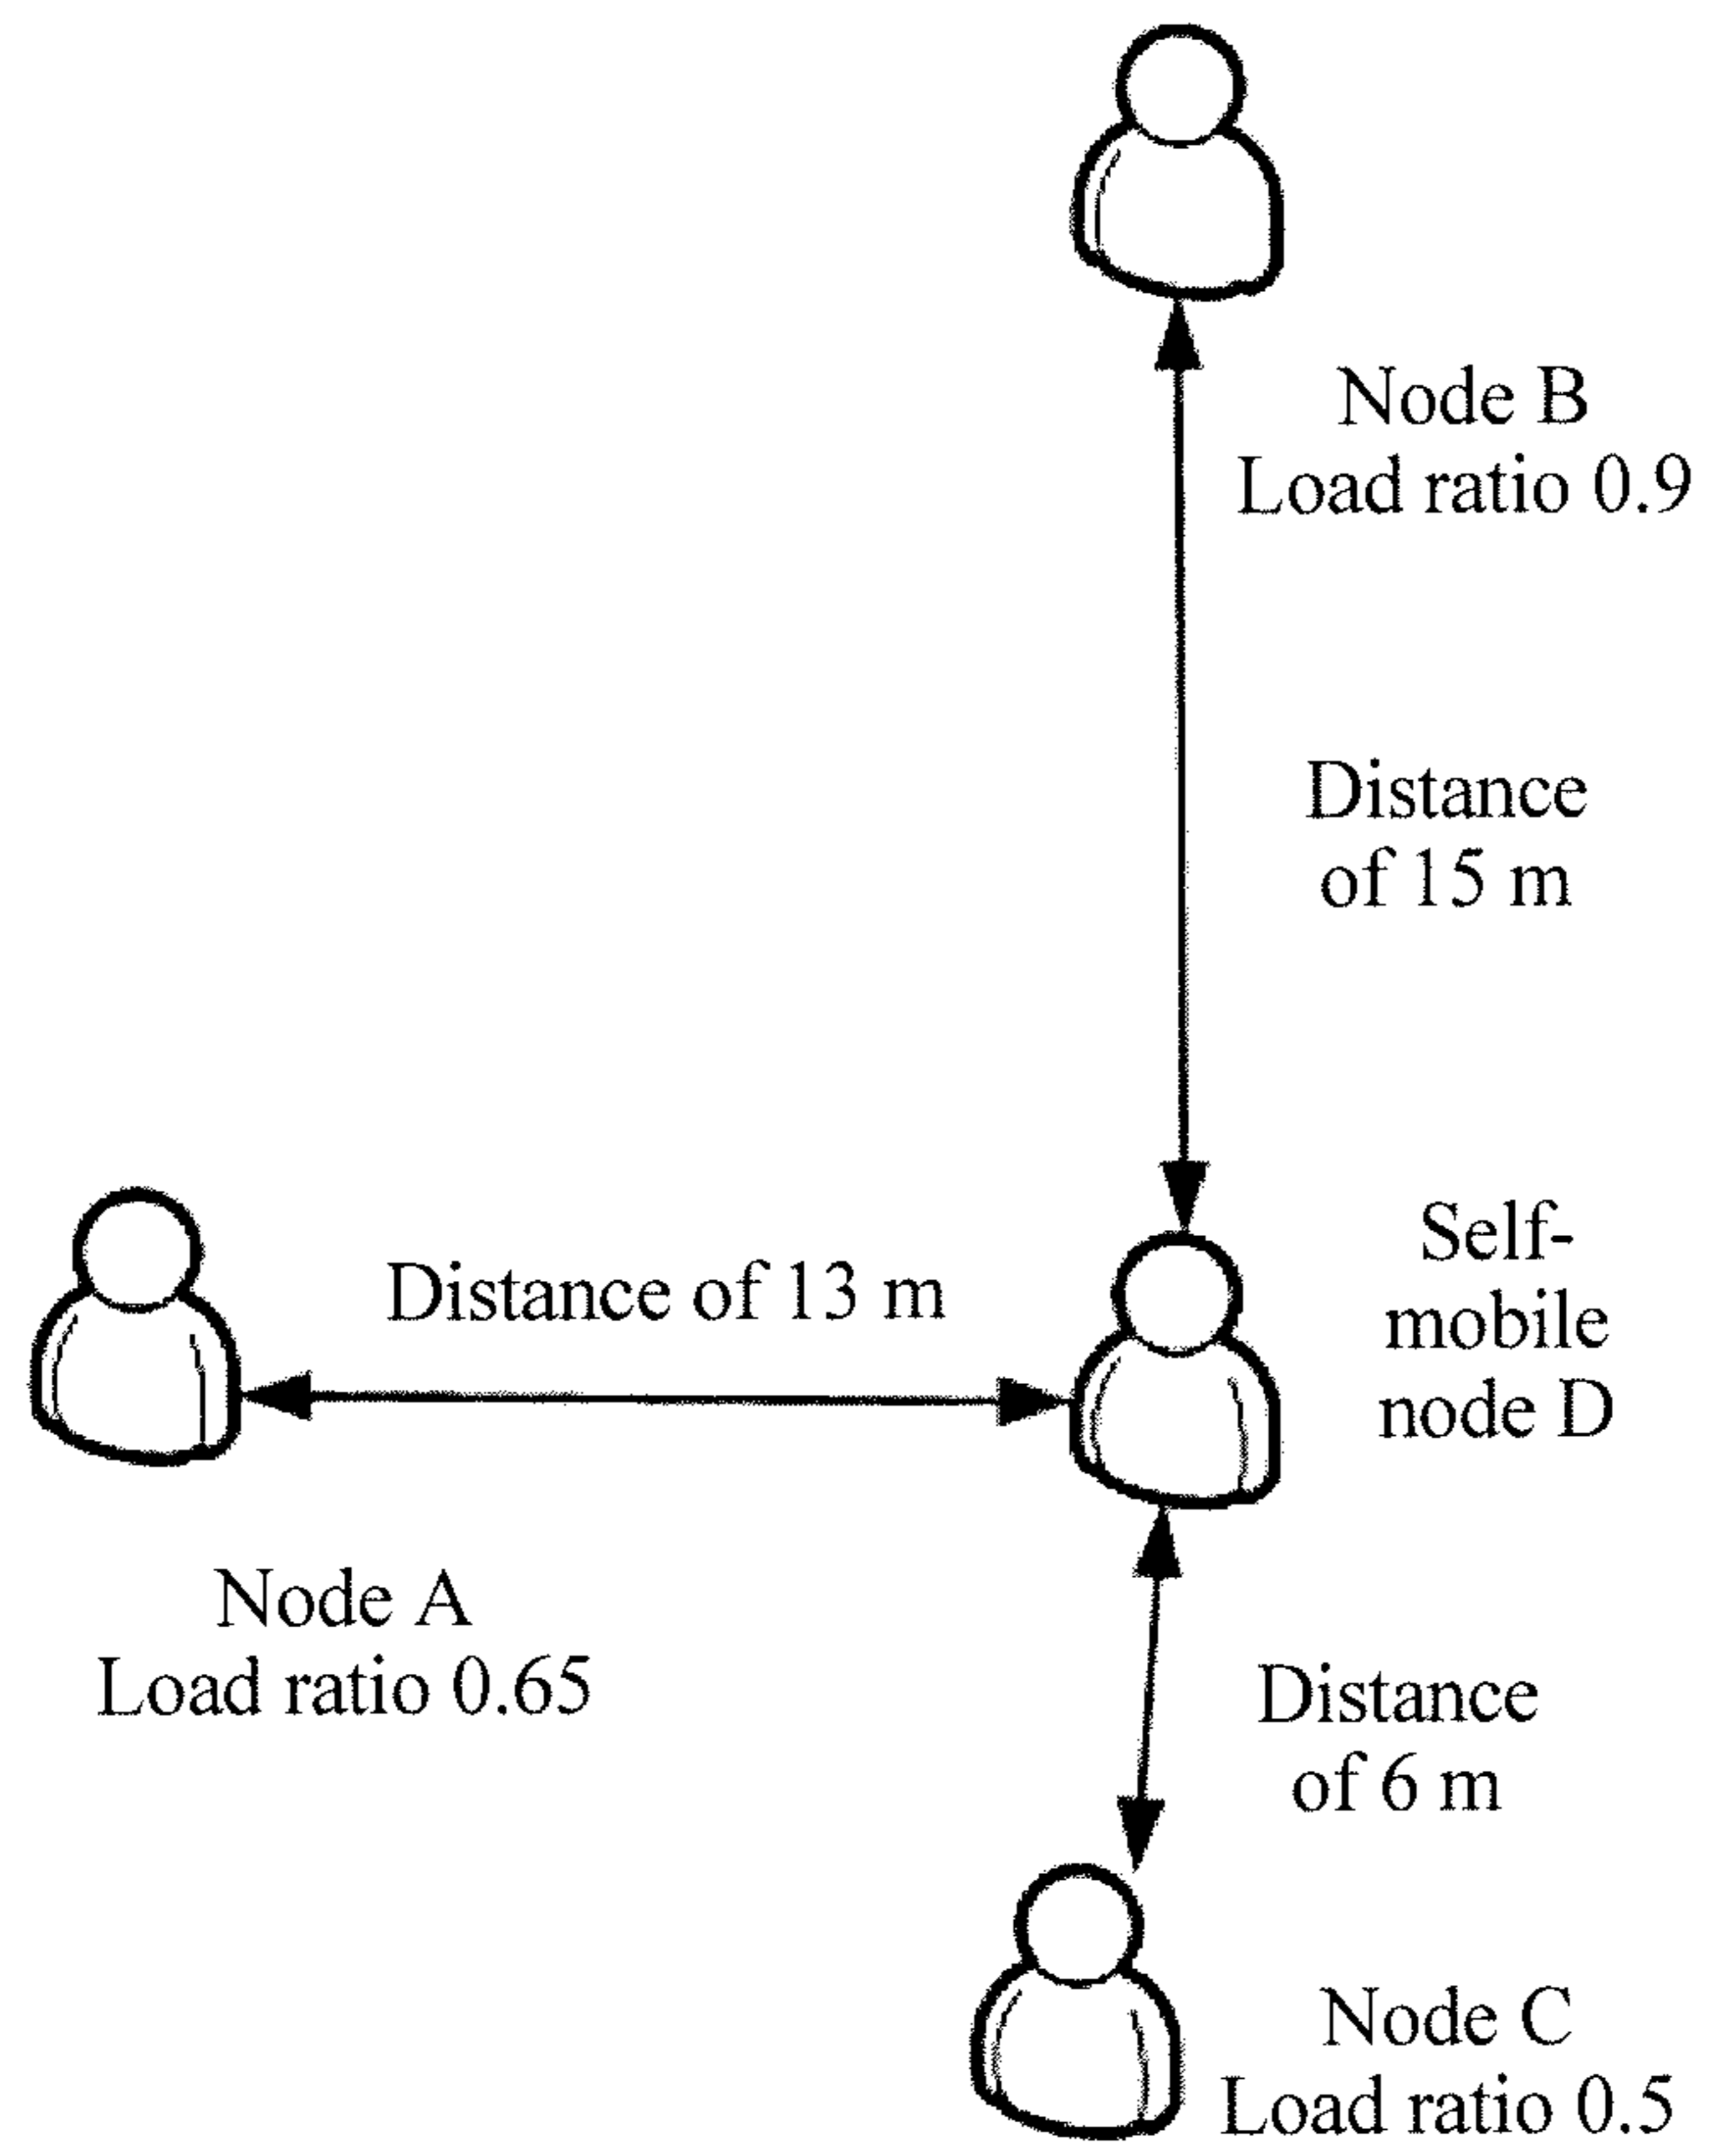 Node B
Load ratio 0.9
Distance
of 15 m
Self-
mobile
node D
Distance of 13 m
Node A
Load ratio 0.65
Distance
of 6 m
Node C
Load ratio 0.5